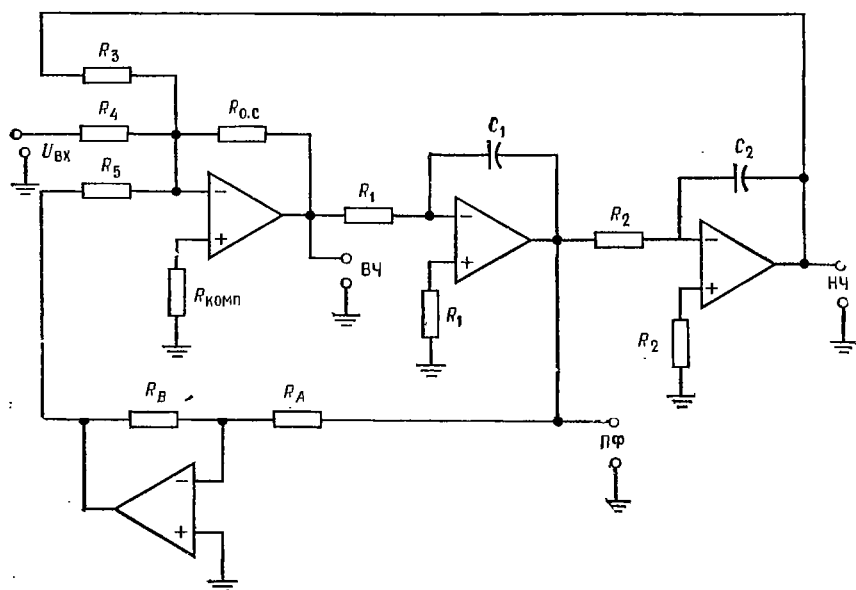 R3
R4
Rо.с
C1
C2
Uвх
R5
−
R1
−
R2
−
+
ВЧ
+
+
НЧ
Rкомп
R1
R2
RB
RA
ПФ
−
+